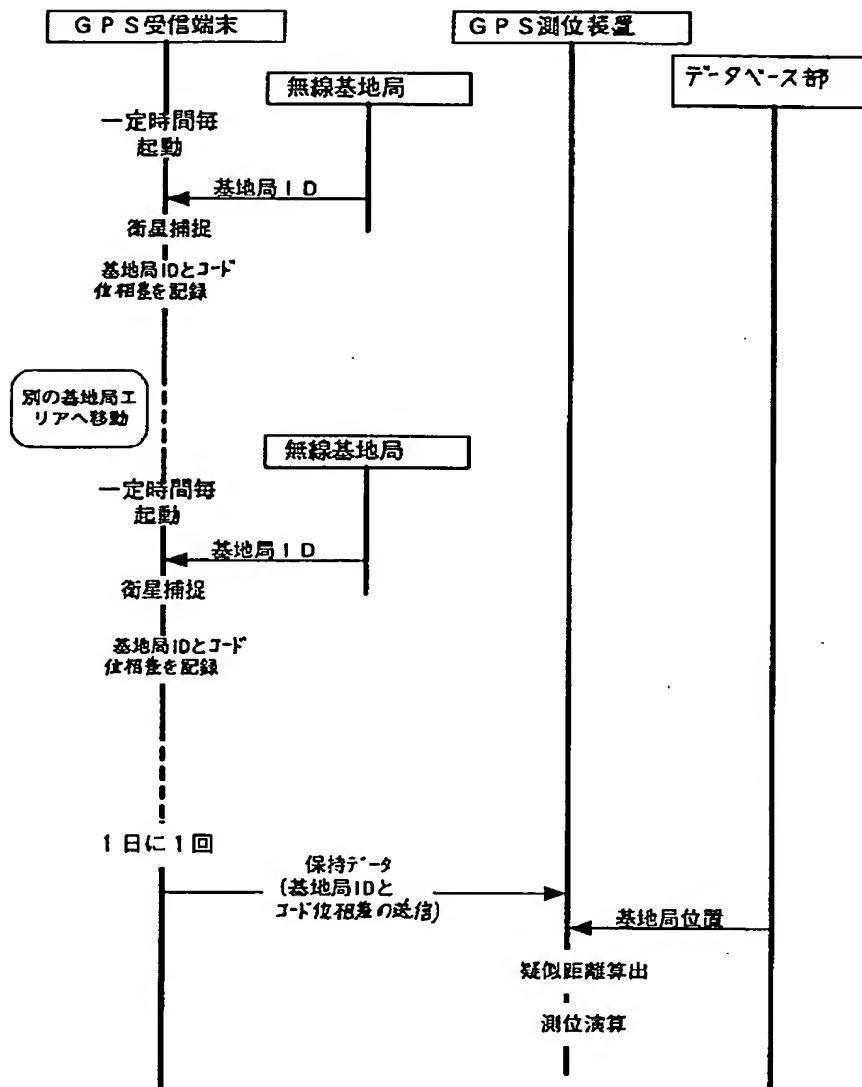 GPS受信端末
GPS測位装置
データベース部
無線基地局
一定時間毎
起動
基地局ID
衛星捕捉
基地局IDとコード
位相差を記録
別の基地局エ
リアへ移動
無線基地局
一定時間毎
起動
基地局ID
衛星捕捉
基地局IDとコード
位相差を記録
1日に1回
保持データ
(基地局IDと
コード位相差の送信)
基地局位置
疑似距離算出
測位演算